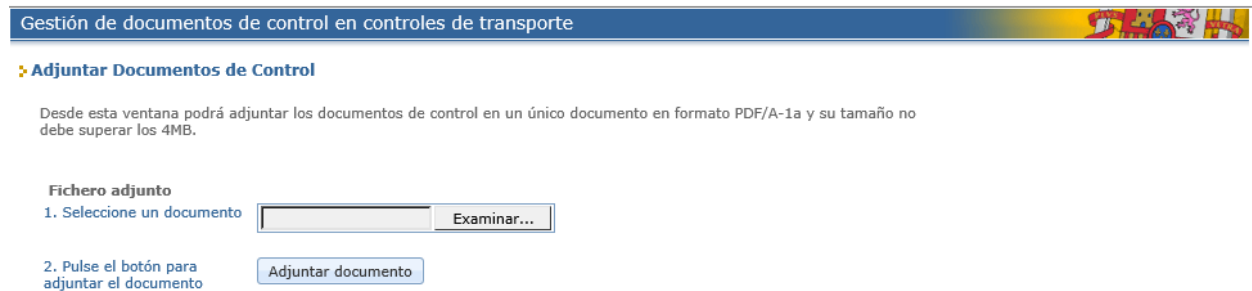 Gestión de documentos de control en controles de transporte
Adjuntar Documentos de Control
Desde esta ventana podrá adjuntar los documentos de control en un único documento en formato PDF/A-1a y su tamaño no
debe superar los 4MB.
Fichero adjunto
1. Seleccione un documento
Examinar...
2. Pulse el botón para
adjuntar el documento
Adjuntar documento